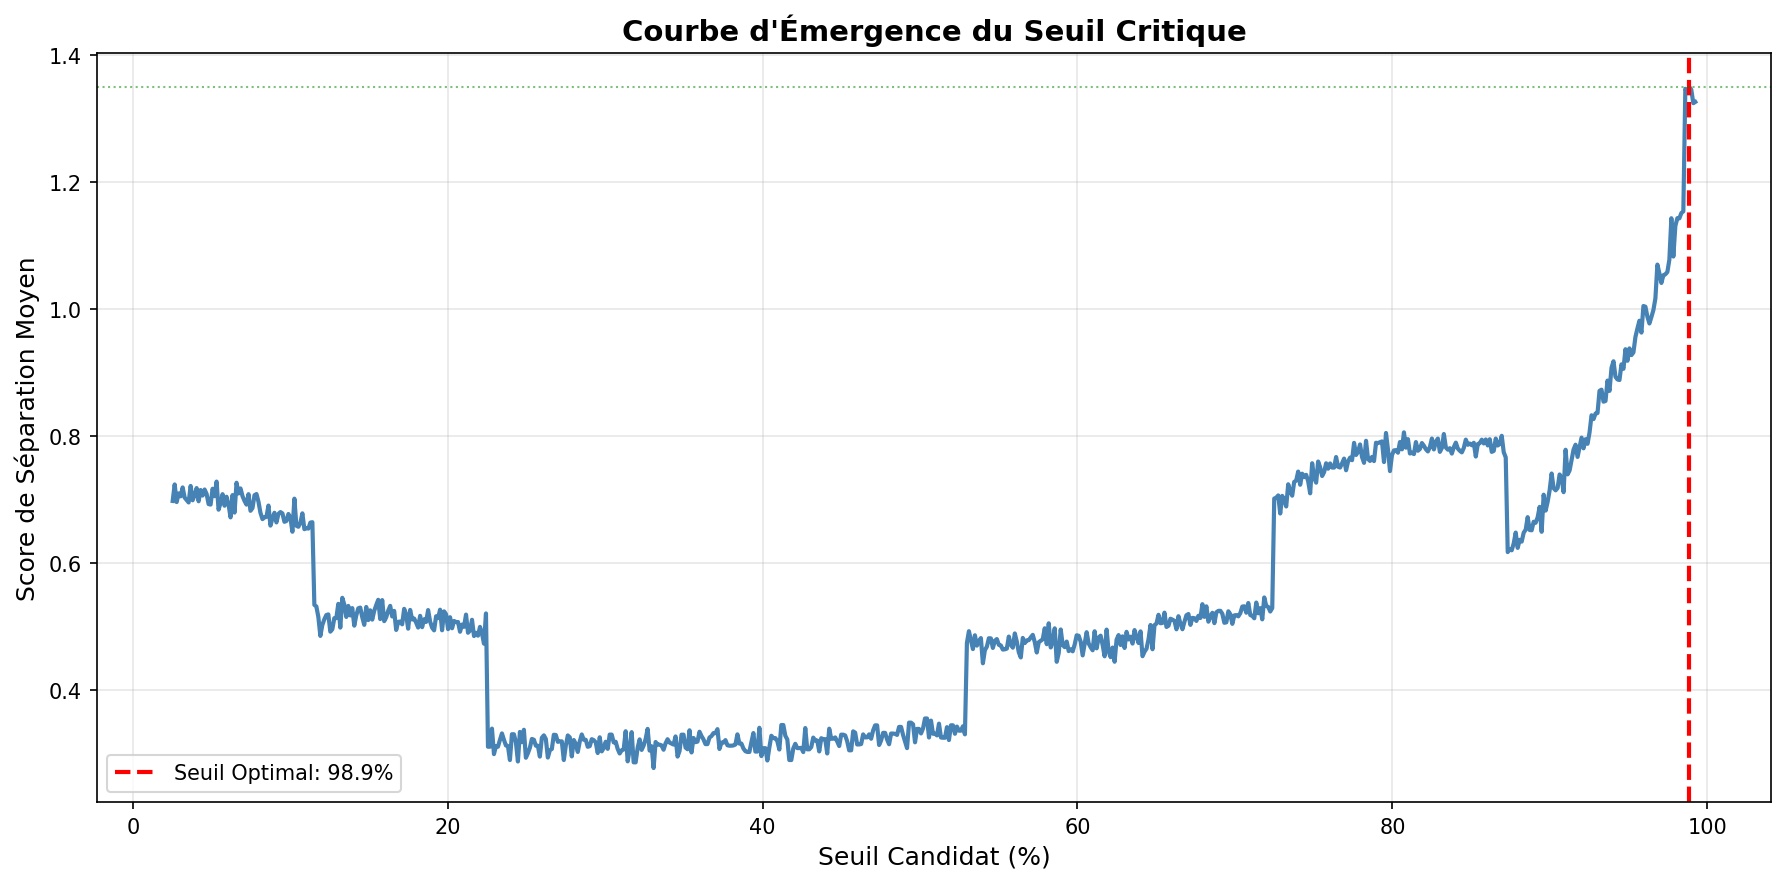 Courbe d'Émergence du Seuil Critique
Score de Séparation Moyen
1.4
1.2
1.0
0.8
0.6
0.4
Seuil Optimal: 98.9%
0 20 40 60 80 100
Seuil Candidat (%)